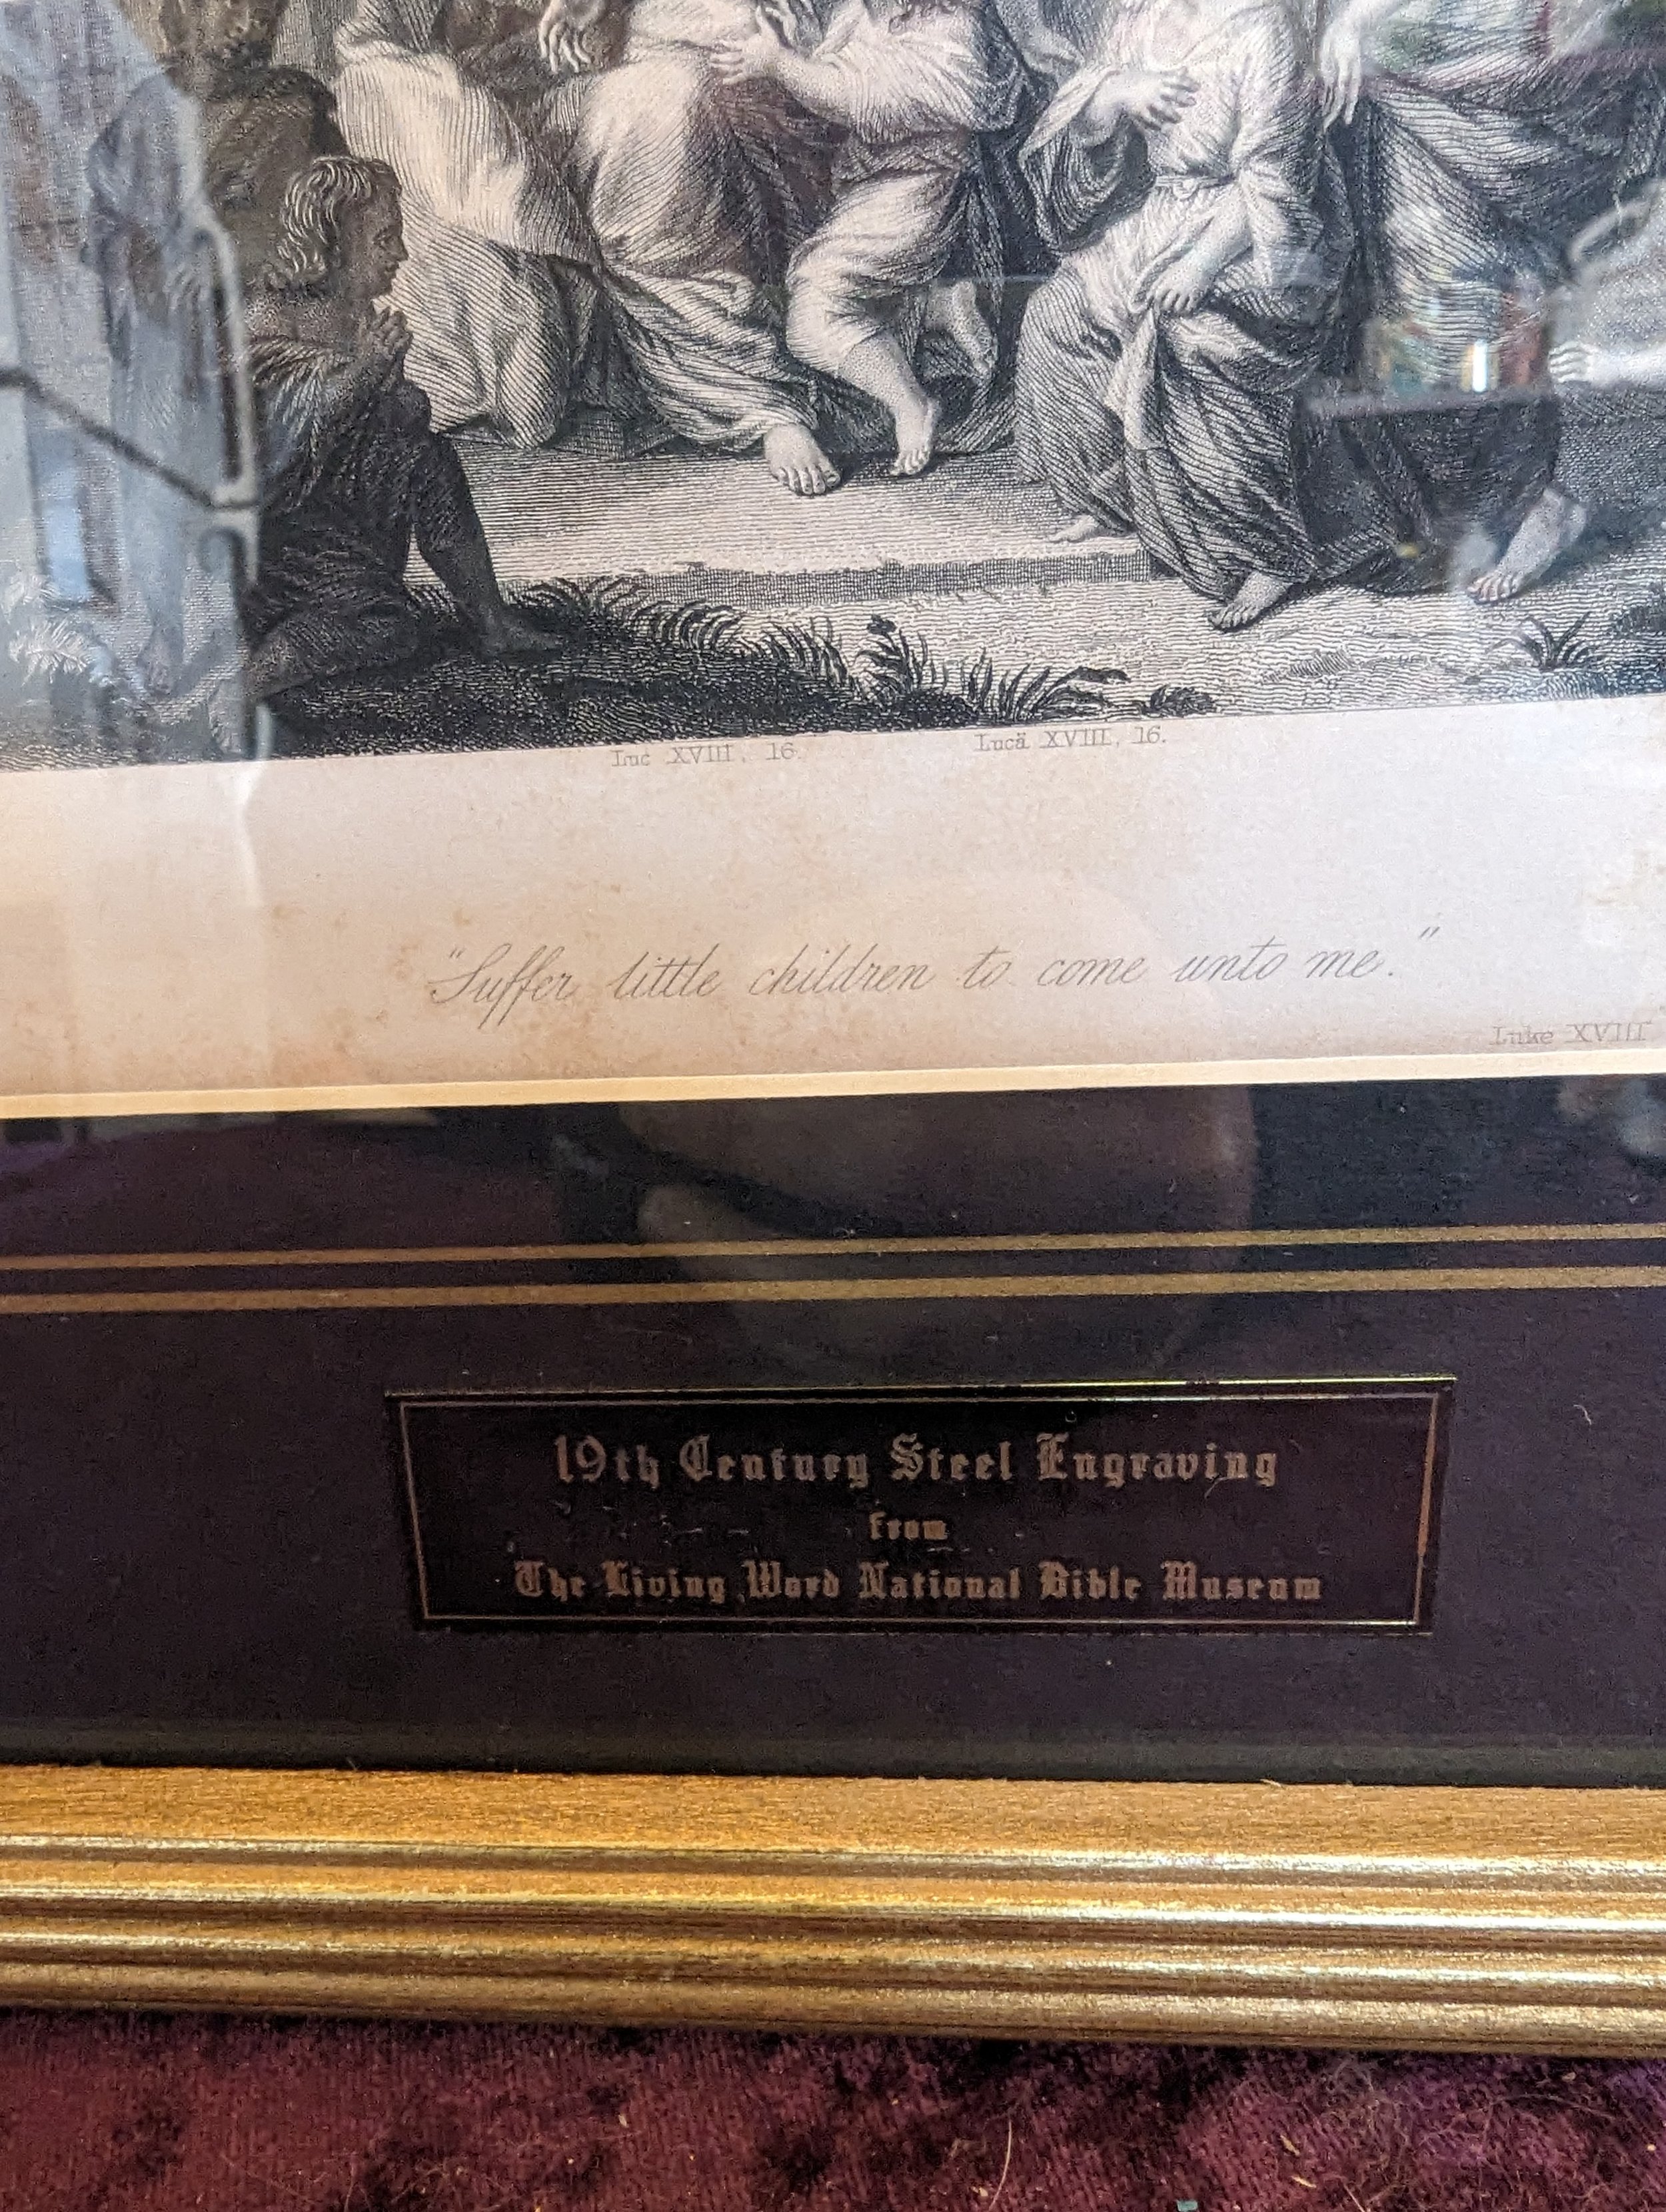 Luc XVIII, 16. Lucä XVIII, 16.
"Suffer little children to come unto me."
Luke XVIII
19th Century Steel Engraving
from
The Living Word National Bible Museum